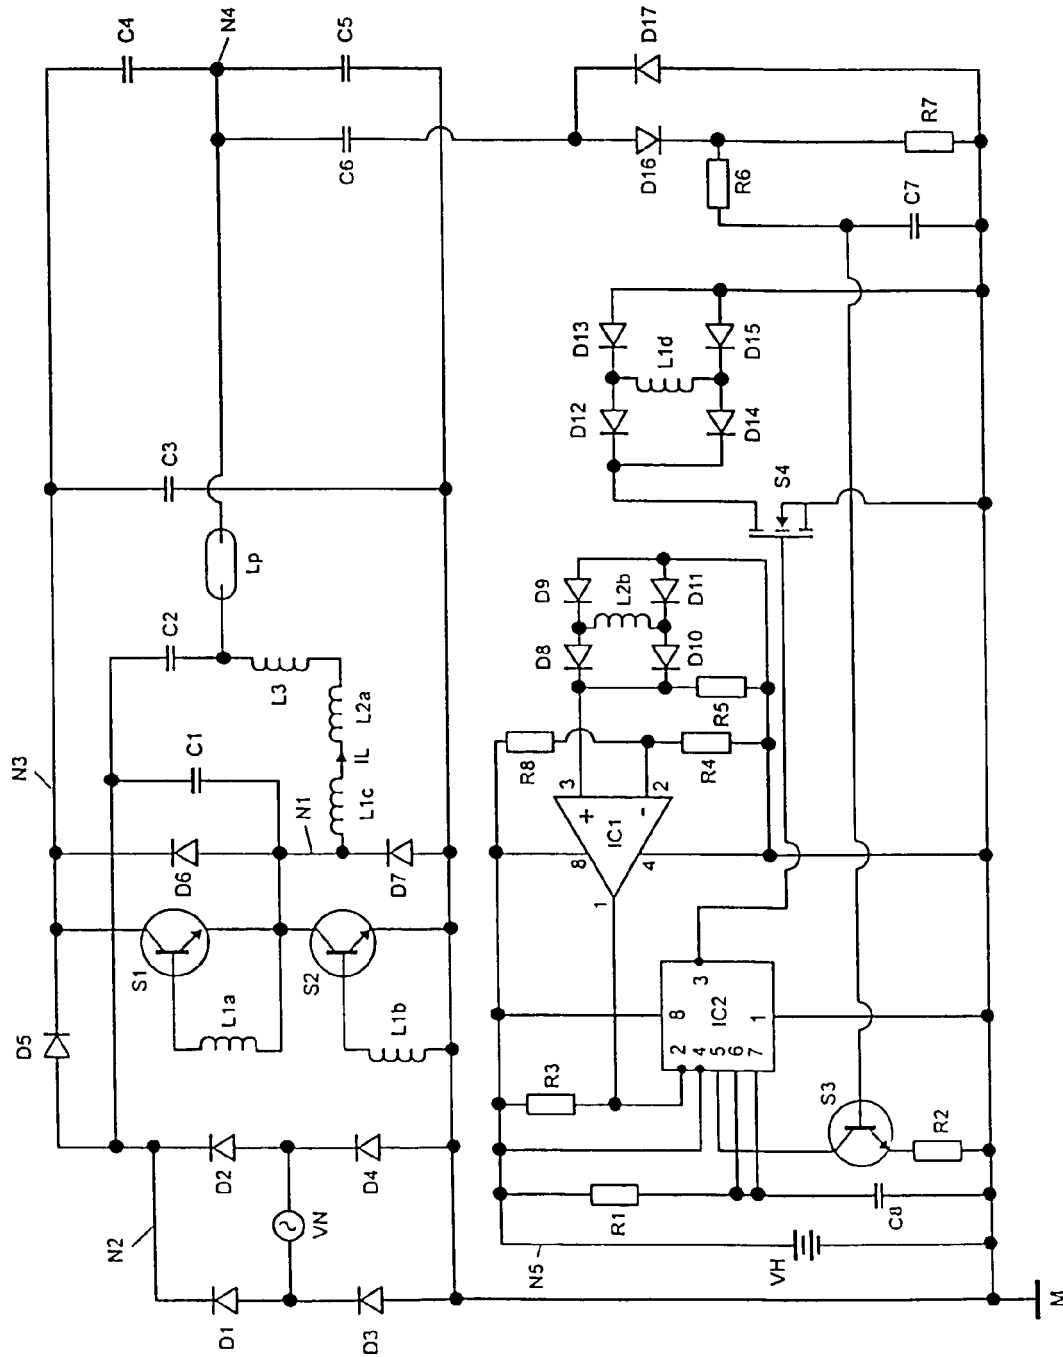 C4
N4
C5
D17
C6
D16
R7
R6
C7
C3
D13
D15
L1d
D12
D14
S4
Lp
C2
L3
L2a
D9
D11
L2b
D8
D10
R5
N3
C1
IL
L1c
N1
R8
R4
D6
D7
3
2
+
-
IC1
8
4
1
S1
S2
L1a
L1b
3
8
IC2
1
2
4
5
6
7
D5
R3
S3
R2
D2
D4
R1
C8
N2
VN
N5
VH
D1
D3
M